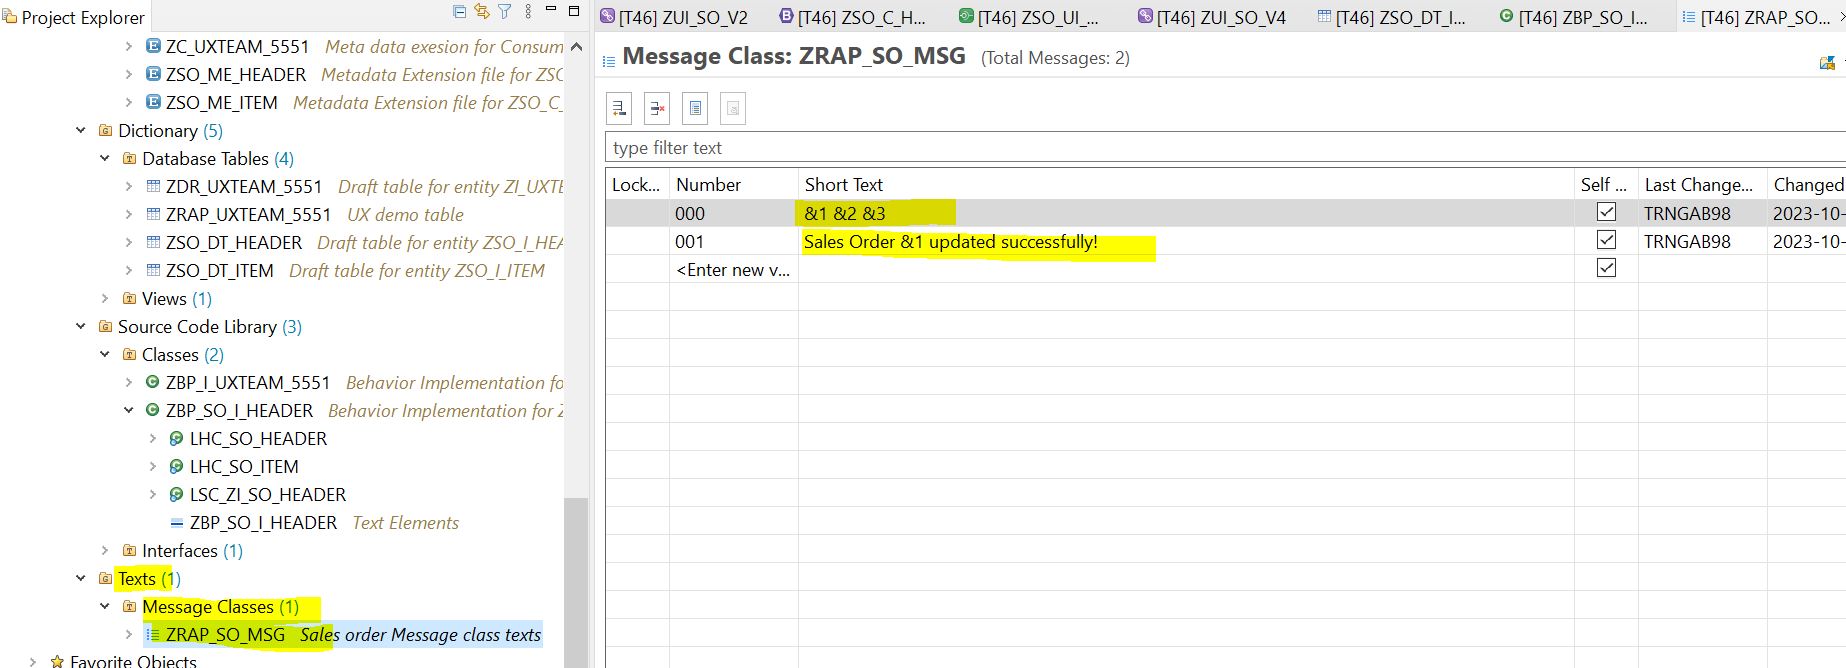 Project Explorer
ZC_UXTEAM_5551 Meta data exesion for Consum
ZSO_ME_HEADER Metadata Extension file for ZSC
ZSO_ME_ITEM Metadata Extension file for ZSO_C_
Dictionary (5)
Database Tables (4)
ZDR_UXTEAM_5551 Draft table for entity ZI_UXTE
ZRAP_UXTEAM_5551 UX demo table
ZSO_DT_HEADER Draft table for entity ZSO_I_HEA
ZSO_DT_ITEM Draft table for entity ZSO_I_ITEM
Views (1)
Source Code Library (3)
Classes (2)
ZBP_I_UXTEAM_5551 Behavior Implementation fo
ZBP_SO_I_HEADER Behavior Implementation for Z
LHC_SO_HEADER
LHC_SO_ITEM
LSC_ZI_SO_HEADER
ZBP_SO_I_HEADER Text Elements
Interfaces (1)
Texts (1)
Message Classes (1)
ZRAP_SO_MSG Sales order Message class texts
Favorite Objects
[T46] ZUI_SO_V2 [T46] ZSO_C_H... [T46] ZSO_UI_... [T46] ZUI_SO_V4 [T46] ZSO_DT_I... [T46] ZBP_SO_I... [T46] ZRAP_SO...
Message Class: ZRAP_SO_MSG (Total Messages: 2)
type filter text
Lock... Number Short Text Self ... Last Change... Changed
000 &1 &2 &3 TRNGAB98 2023-10-
001 Sales Order &1 updated successfully! TRNGAB98 2023-10-
<Enter new v...